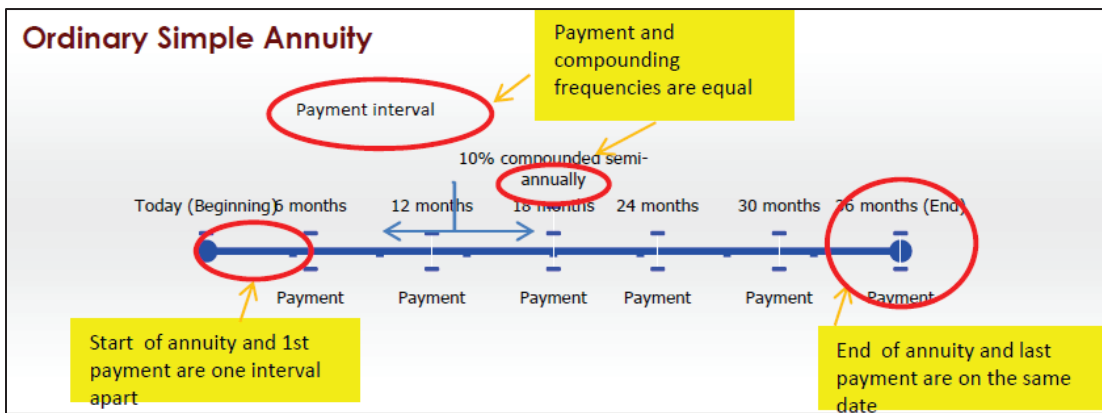 Ordinary Simple Annuity
Payment and
compounding
frequencies are equal
Payment interval
10% compounded semi-
annually
Today (Beginning) 6 months 12 months 18 months 24 months 30 months 36 months (End)
Payment Payment Payment Payment Payment Payment
Start of annuity and 1st
payment are one interval
apart
End of annuity and last
payment are on the same
date